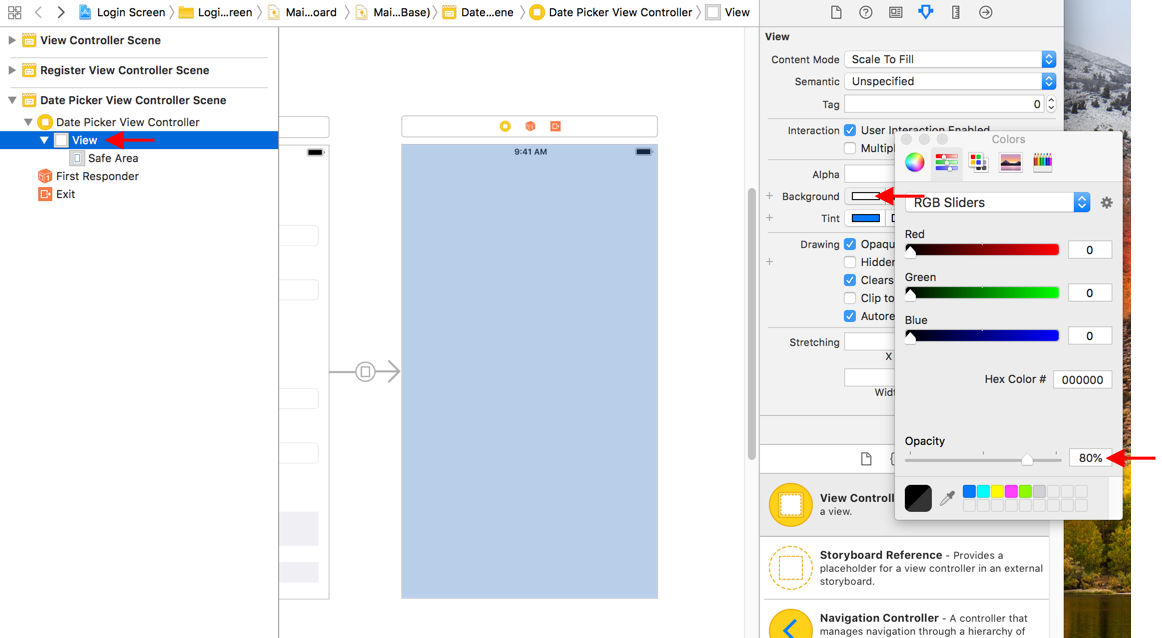 Login Screen
Logi...reen
Mai...oard
Mai...Base)
Date...ene
Date Picker View Controller
View
View Controller Scene
Register View Controller Scene
Date Picker View Controller Scene
Date Picker View Controller
View
Safe Area
First Responder
Exit
9:41 AM
View
Content Mode Scale To Fill
Semantic Unspecified
Tag 0
Interaction User Interaction Enabled
Multipl
Alpha
Background
Tint D
Drawing Opaqu
Hidden
Clears
Clip to
Autore
Stretching
X
Widt
Colors
RGB Sliders
Red
0
Green
0
Blue
0
Hex Color # 000000
Opacity
80%
View Controll
a view.
Storyboard Reference - Provides a
placeholder for a view controller in an external
storyboard.
Navigation Controller - A controller that
manages navigation through a hierarchy of